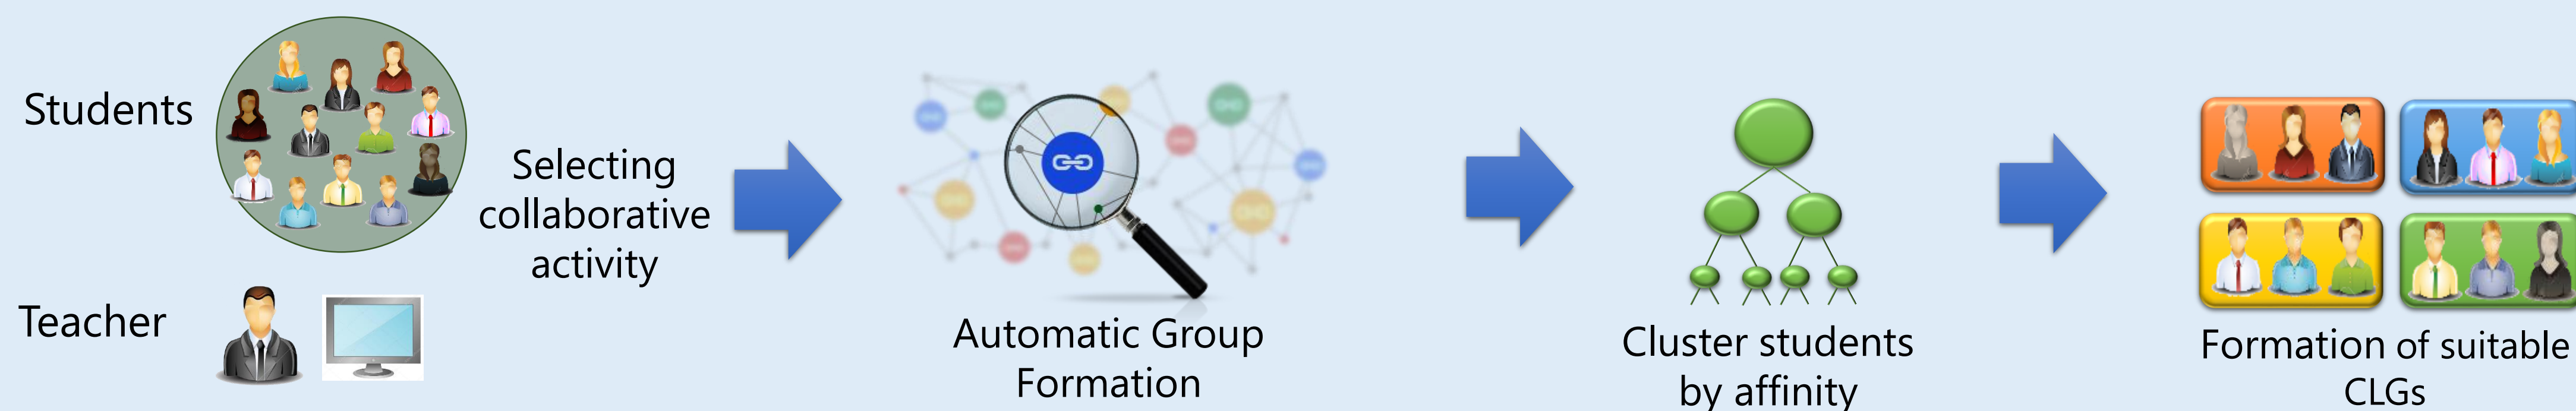 Students
Teacher
Selecting
collaborative
activity
Automatic Group
Formation
Cluster students
by affinity
Formation of suitable
CLGs